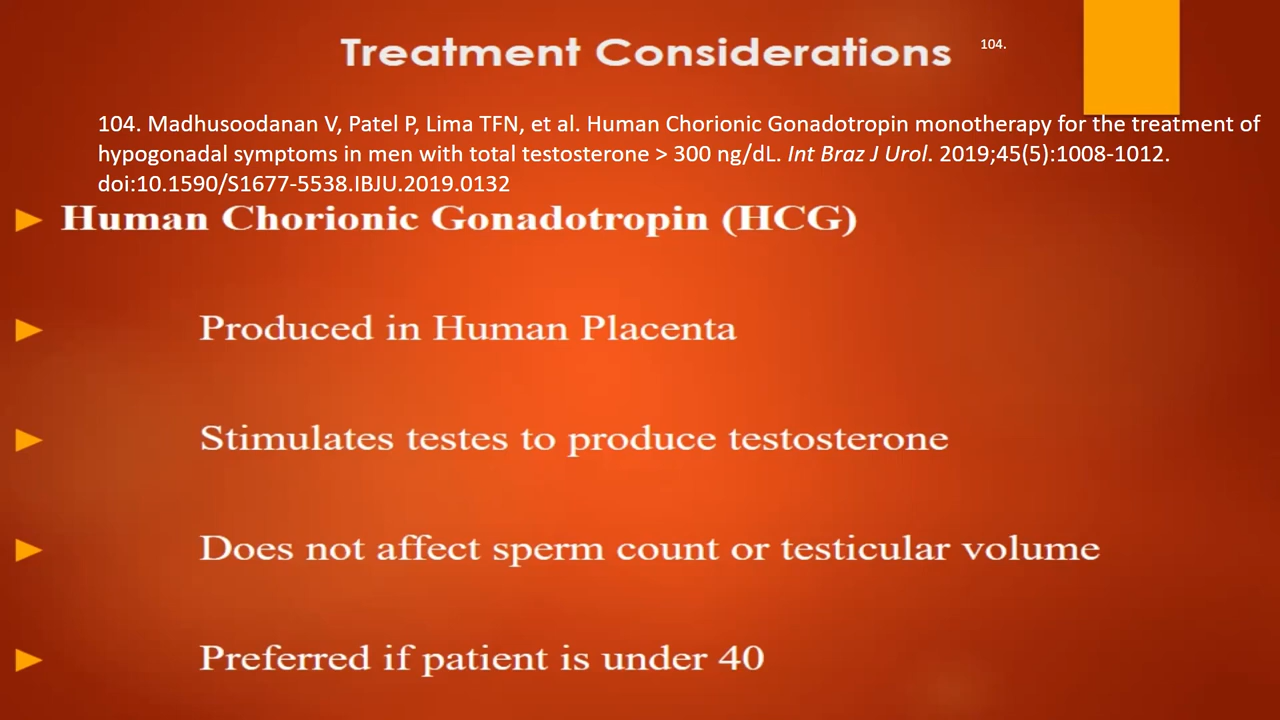 Treatment Considerations 104.
104. Madhusoodanan V, Patel P, Lima TFN, et al. Human Chorionic Gonadotropin monotherapy for the treatment of
hypogonadal symptoms in men with total testosterone > 300 ng/dL. Int Braz J Urol. 2019;45(5):1008-1012.
doi:10.1590/S1677-5538.IBJU.2019.0132
Human Chorionic Gonadotropin (HCG)
Produced in Human Placenta
Stimulates testes to produce testosterone
Does not affect sperm count or testicular volume
Preferred if patient is under 40